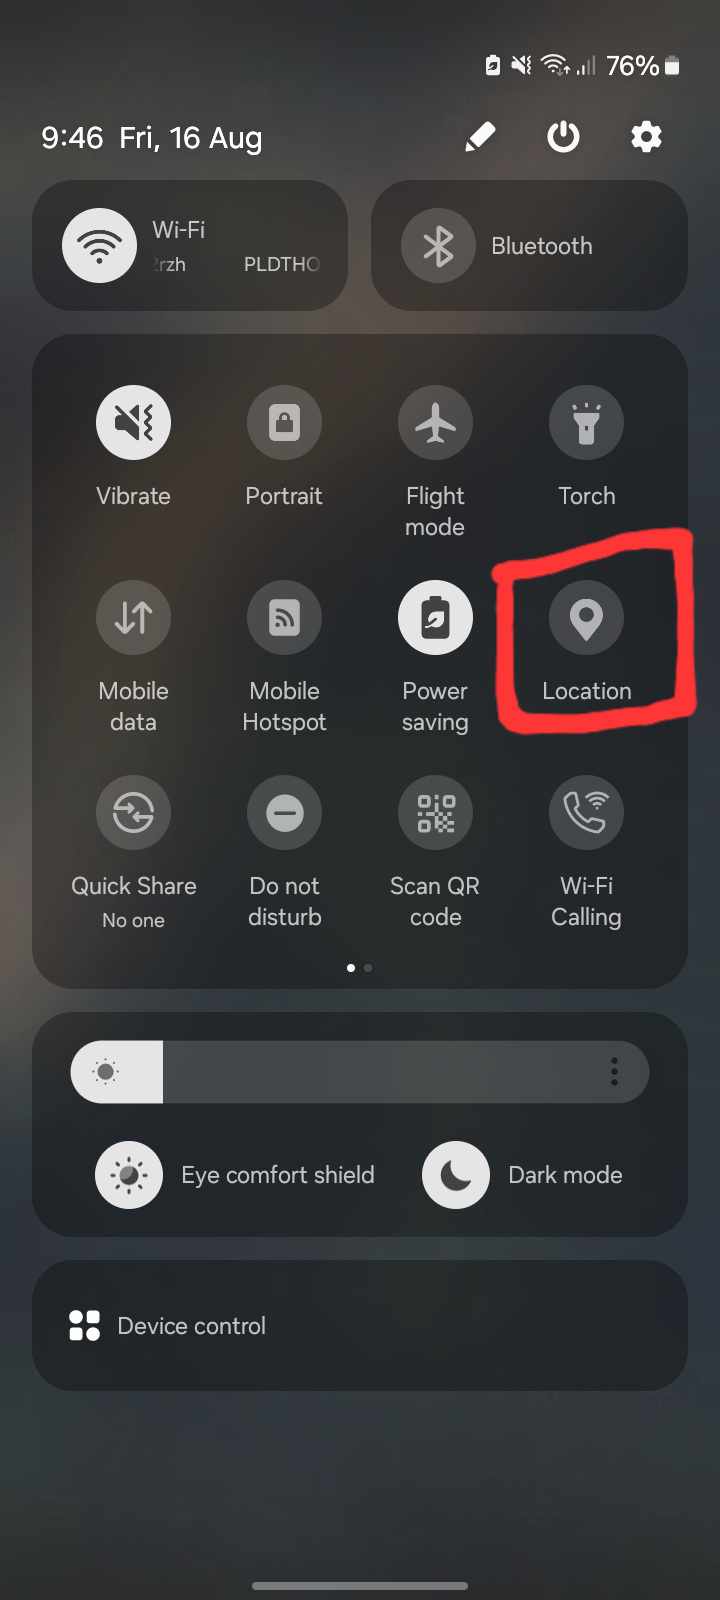 76%
9:46 Fri, 16 Aug
Wi-Fi
rzh PLDTHO
Bluetooth
Vibrate
Portrait
Flight
mode
Torch
Mobile
data
Mobile
Hotspot
Power
saving
Location
Quick Share
No one
Do not
disturb
Scan QR
code
Wi-Fi
Calling
Eye comfort shield
Dark mode
Device control